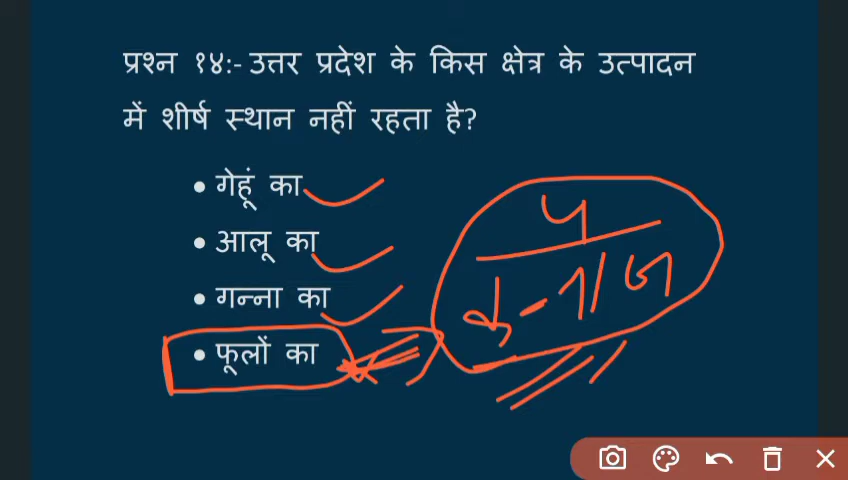 प्रश्न १४:- उत्तर प्रदेश के किस क्षेत्र के उत्पादन
में शीर्ष स्थान नहीं रहता है?
• गेहूं का
• आलू का
• गन्ना का
• फूलों का